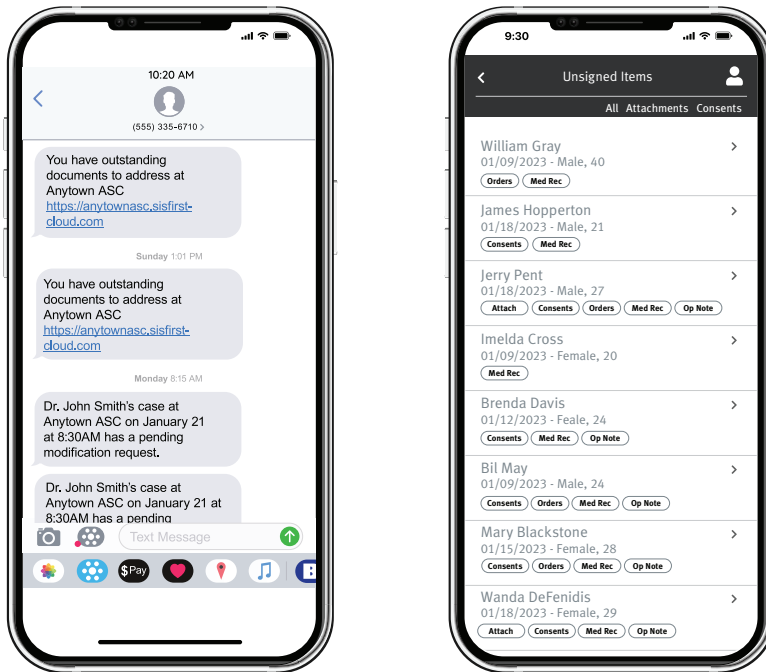 10:20 AM
(555) 335-6710 >
You have outstanding
documents to address at
Anytown ASC
https://anytownasc.sisfirst-
cloud.com
Sunday 1:01 PM
You have outstanding
documents to address at
Anytown ASC
https://anytownasc.sisfirst-
cloud.com
Monday 8:15 AM
Dr. John Smith's case at
Anytown ASC on January 21
at 8:30AM has a pending
modification request.
Dr. John Smith's case at
Anytown ASC on January 21 at
8:30AM has a pending
Text Message
$Pay
9:30
Unsigned Items
All Attachments Consents
William Gray
01/09/2023 - Male, 40
Orders Med Rec
James Hopperton
01/18/2023 - Male, 21
Consents Med Rec
Jerry Pent
01/18/2023 - Male, 27
Attach Consents Orders Med Rec Op Note
Imelda Cross
01/09/2023 - Female, 20
Med Rec
Brenda Davis
01/12/2023 - Feale, 24
Consents Med Rec Op Note
Bil May
01/09/2023 - Male, 24
Consents Orders Med Rec Op Note
Mary Blackstone
01/15/2023 - Female, 28
Consents Orders Med Rec Op Note
Wanda DeFenidis
01/18/2023 - Female, 29
Attach Consents Med Rec Op Note